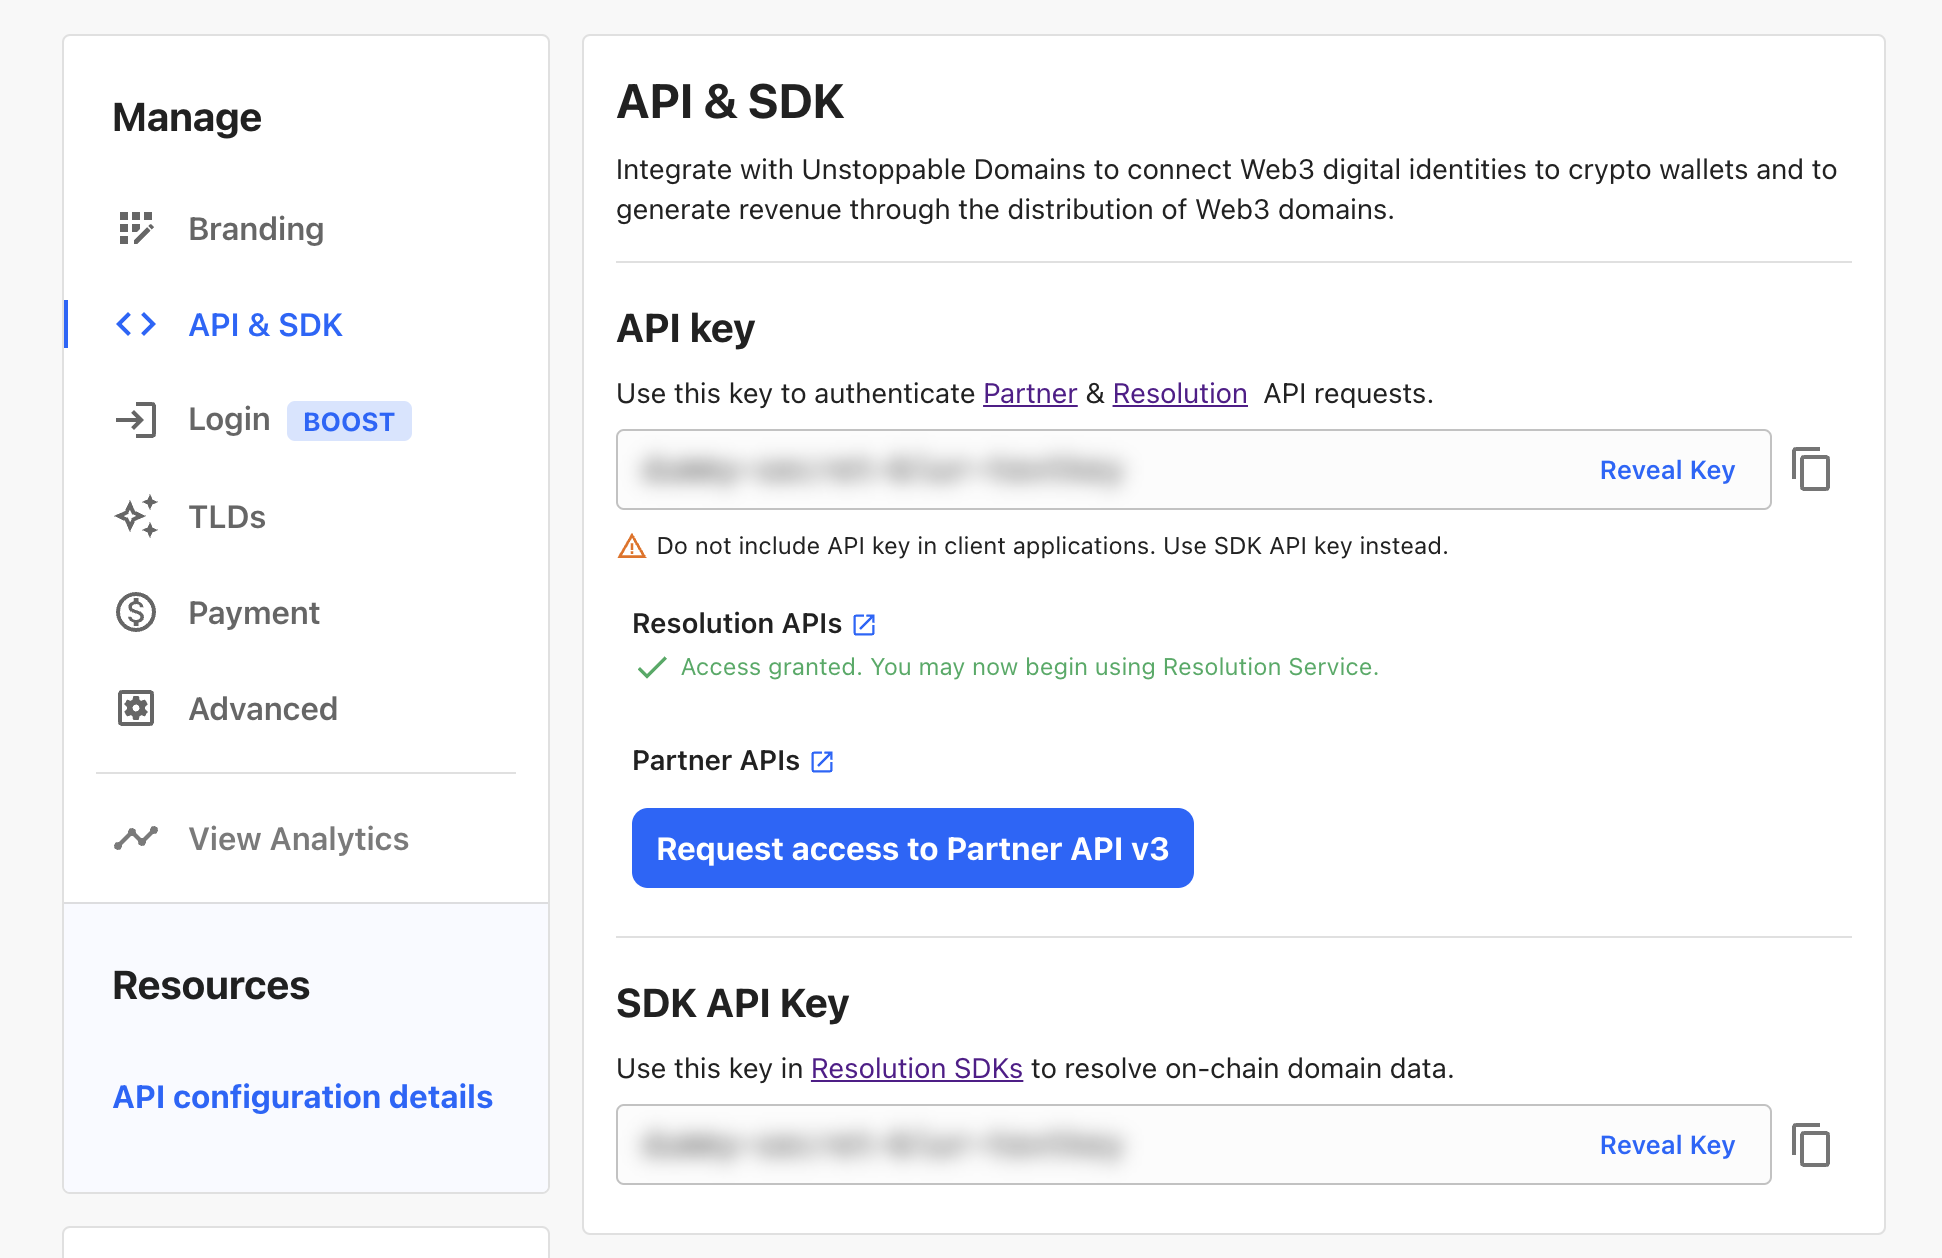 Manage
Branding
API & SDK
Login BOOST
TLDs
Payment
Advanced
View Analytics
Resources
API configuration details
API & SDK
Integrate with Unstoppable Domains to connect Web3 digital identities to crypto wallets and to
generate revenue through the distribution of Web3 domains.
API key
Use this key to authenticate Partner & Resolution API requests.
Reveal Key
Do not include API key in client applications. Use SDK API key instead.
Resolution APIs
Access granted. You may now begin using Resolution Service.
Partner APIs
Request access to Partner API v3
SDK API Key
Use this key in Resolution SDKs to resolve on-chain domain data.
Reveal Key